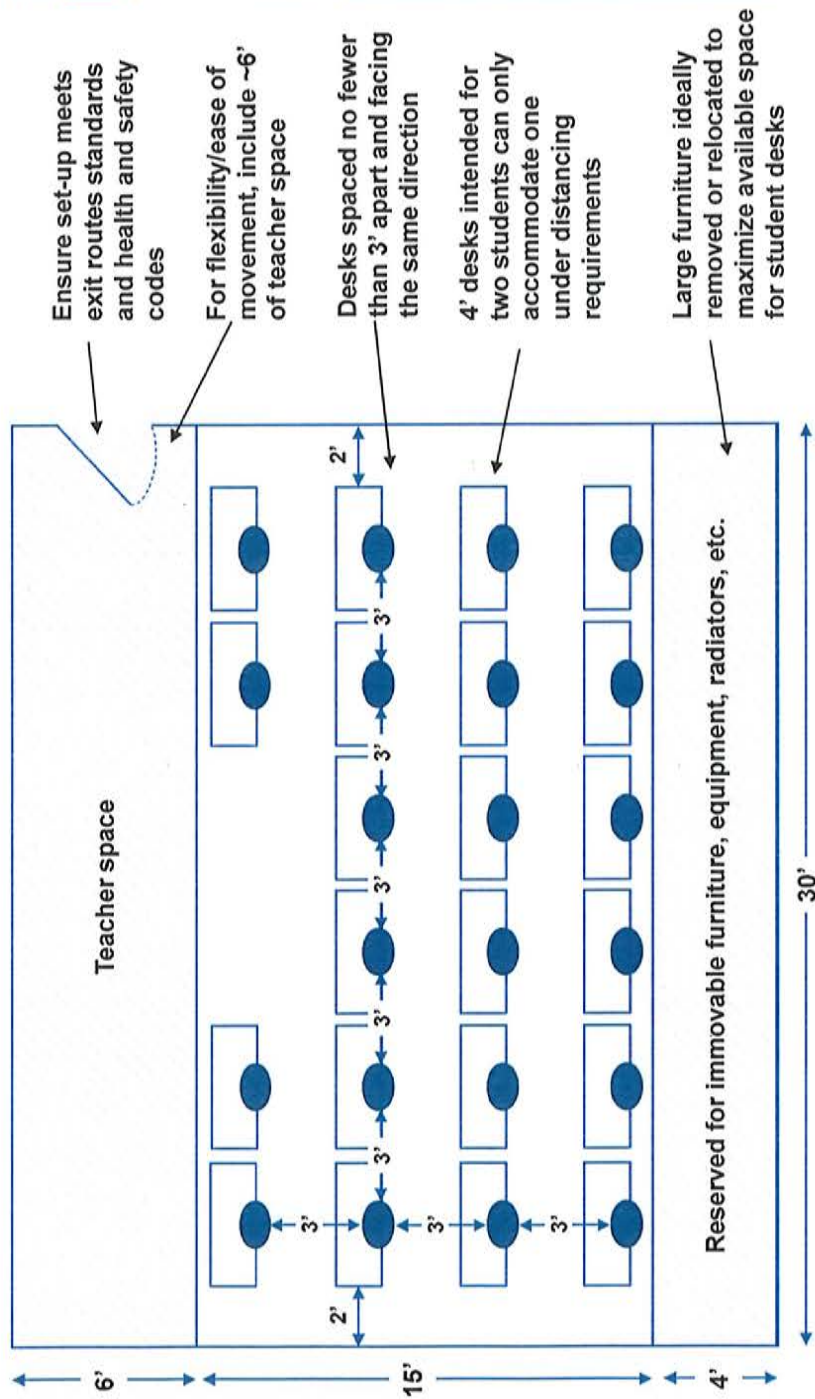 Ensure set-up meets
exit routes standards
and health and safety
codes
For flexibility/ease of
movement, include ~6'
of teacher space
Desks spaced no fewer
than 3' apart and facing
the same direction
4' desks intended for
two students can only
accommodate one
under distancing
requirements
Large furniture ideally
removed or relocated to
maximize available space
for student desks
6'
Teacher space
15'
2'
2'
3'
3'
3'
3'
3'
3'
3'
3'
4'
Reserved for immovable furniture, equipment, radiators, etc.
30'